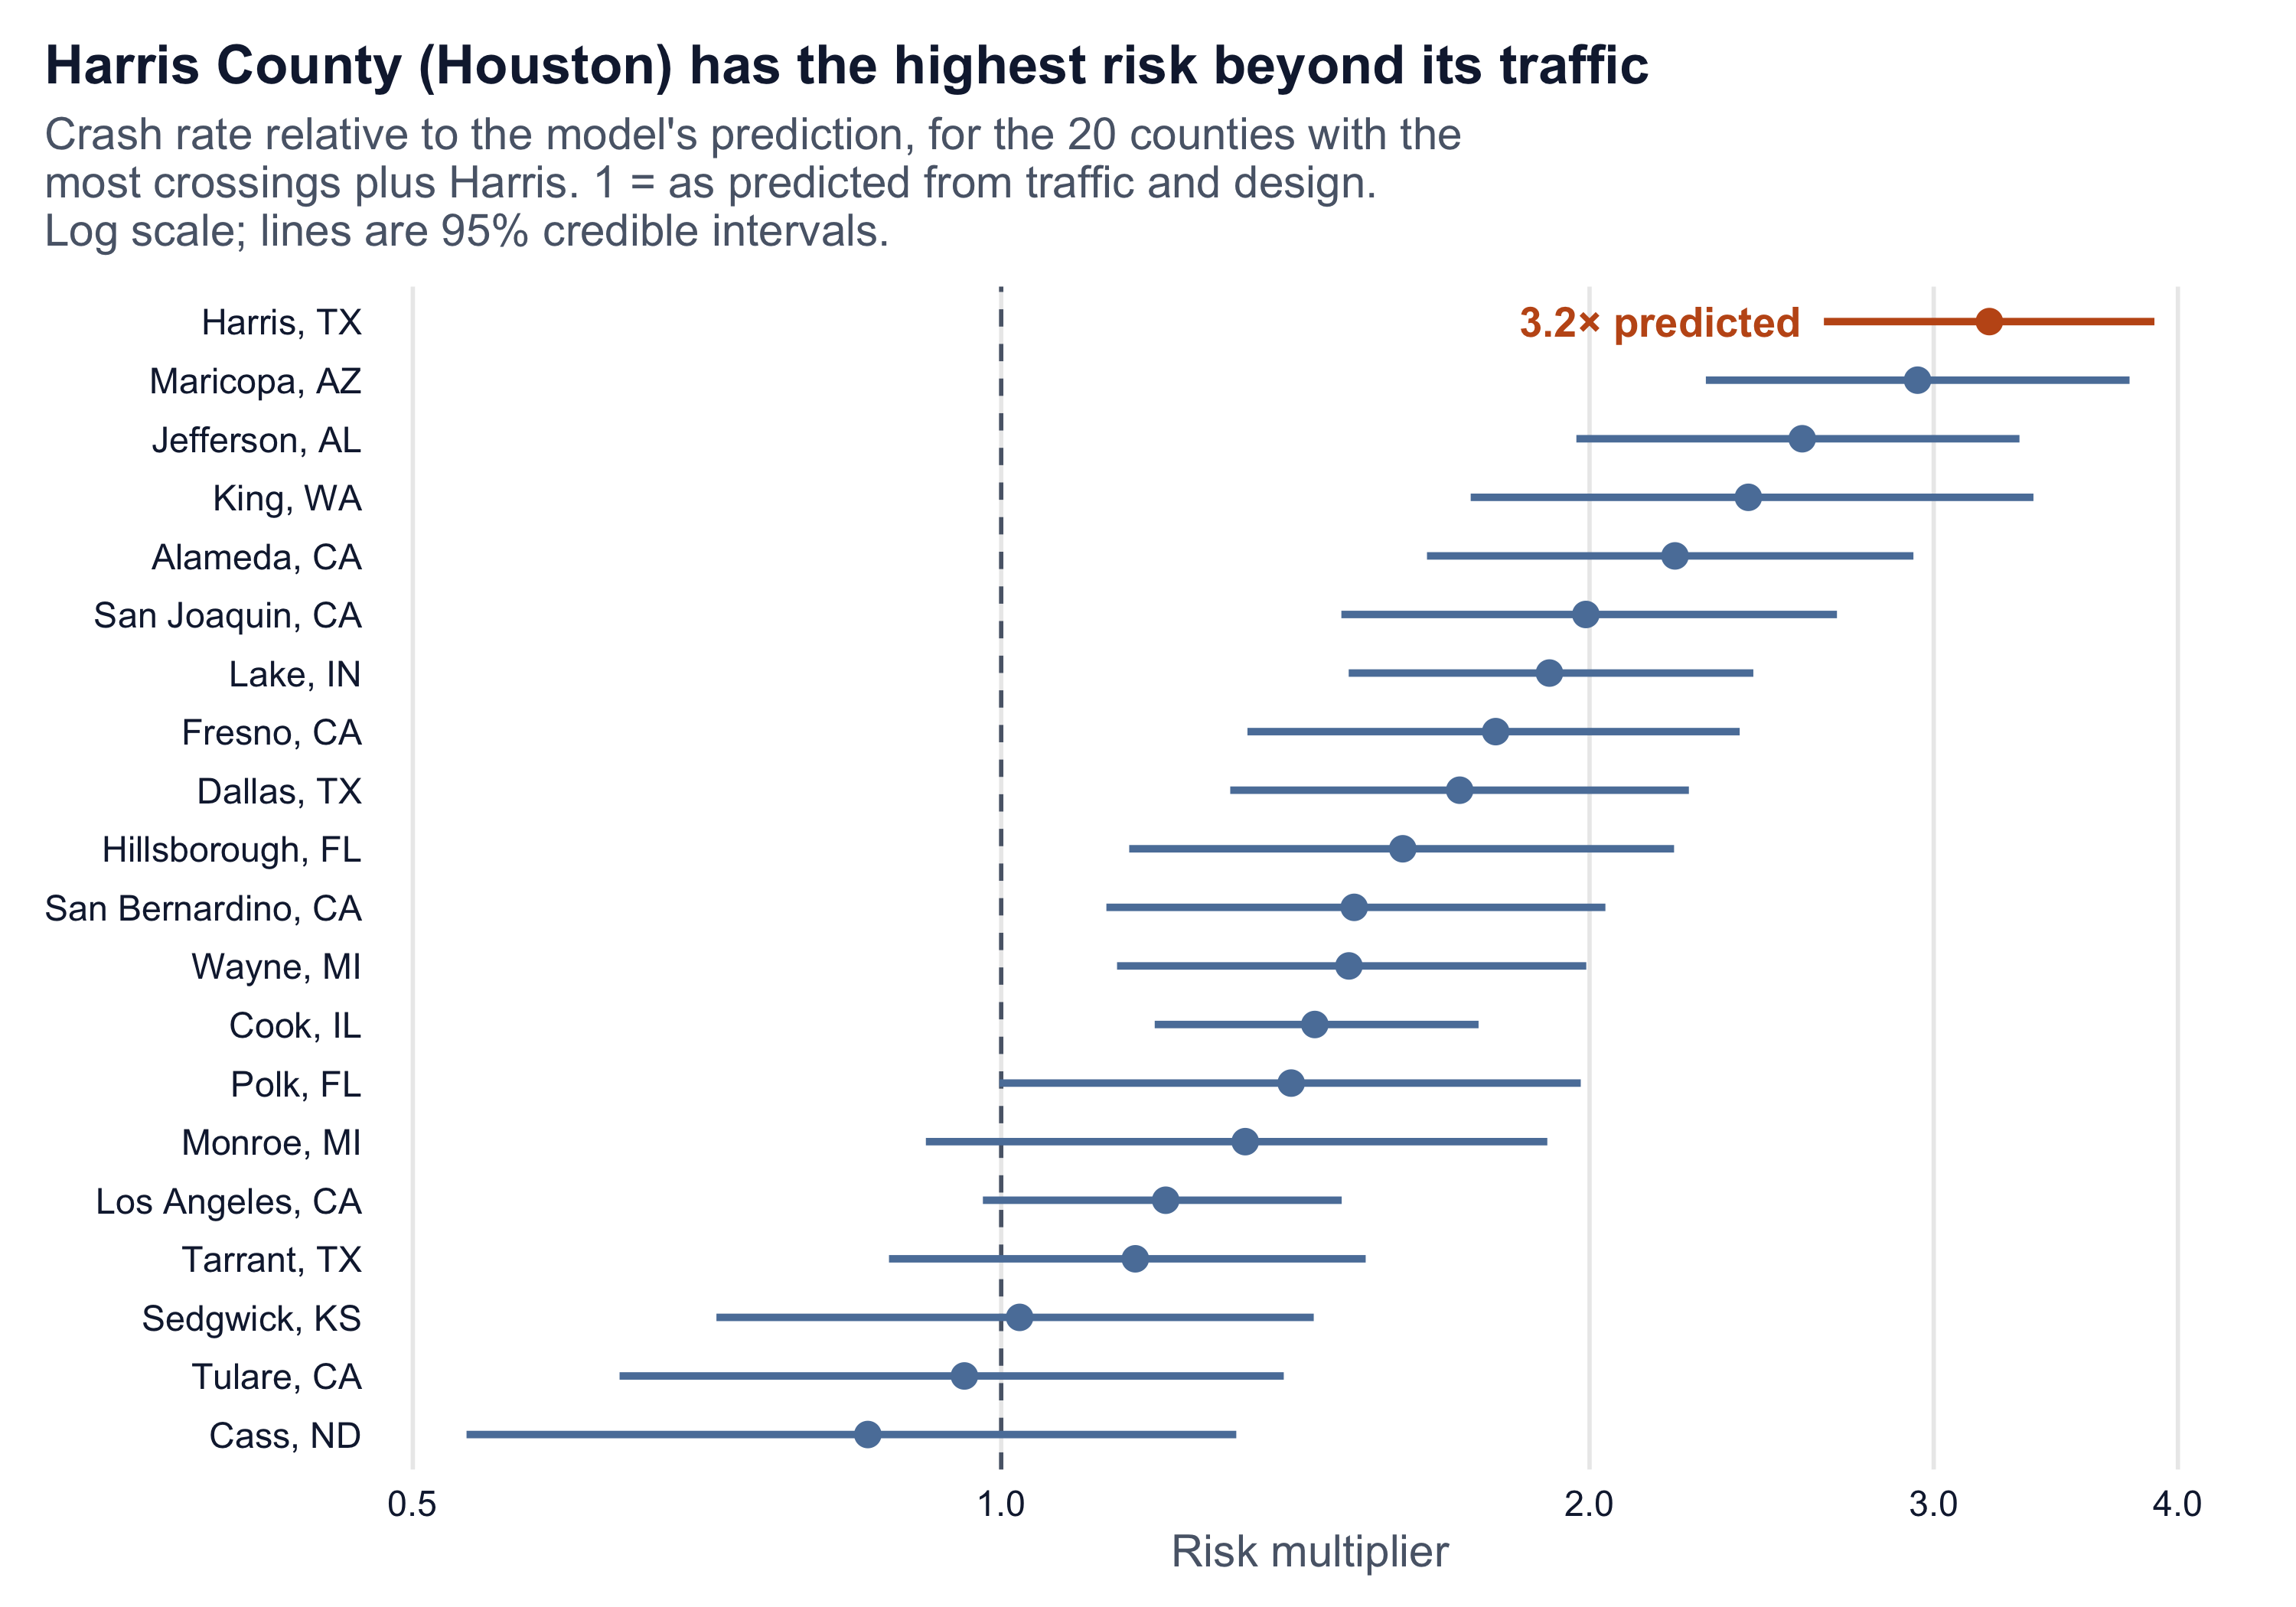 Harris County (Houston) has the highest risk beyond its traffic
Crash rate relative to the model's prediction, for the 20 counties with the
most crossings plus Harris. 1 = as predicted from traffic and design.
Log scale; lines are 95% credible intervals.
Harris, TX
3.2× predicted
Maricopa, AZ
Jefferson, AL
King, WA
Alameda, CA
San Joaquin, CA
Lake, IN
Fresno, CA
Dallas, TX
Hillsborough, FL
San Bernardino, CA
Wayne, MI
Cook, IL
Polk, FL
Monroe, MI
Los Angeles, CA
Tarrant, TX
Sedgwick, KS
Tulare, CA
Cass, ND
0.5 1.0 2.0 3.0 4.0
Risk multiplier